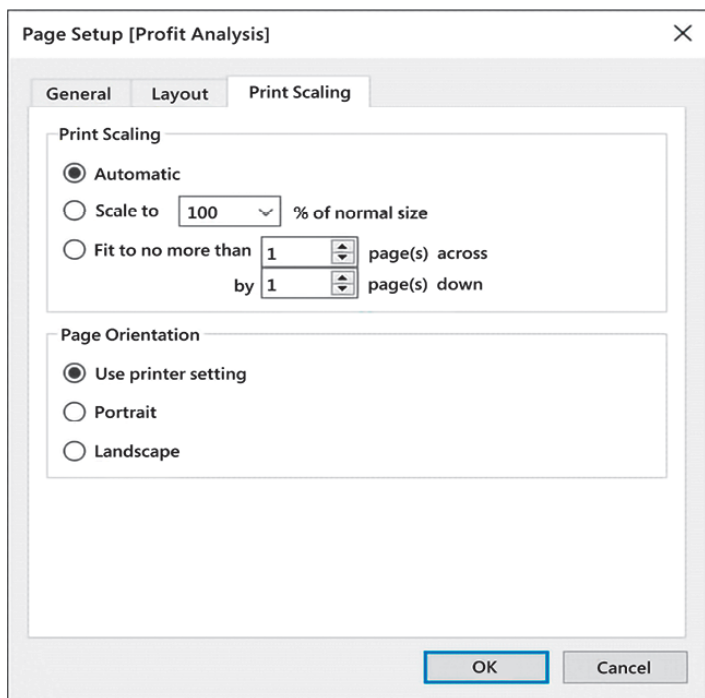 Page Setup [Profit Analysis]
General Layout Print Scaling
Print Scaling
Automatic
Scale to 100 % of normal size
Fit to no more than 1 page(s) across
by 1 page(s) down
Page Orientation
Use printer setting
Portrait
Landscape
OK Cancel